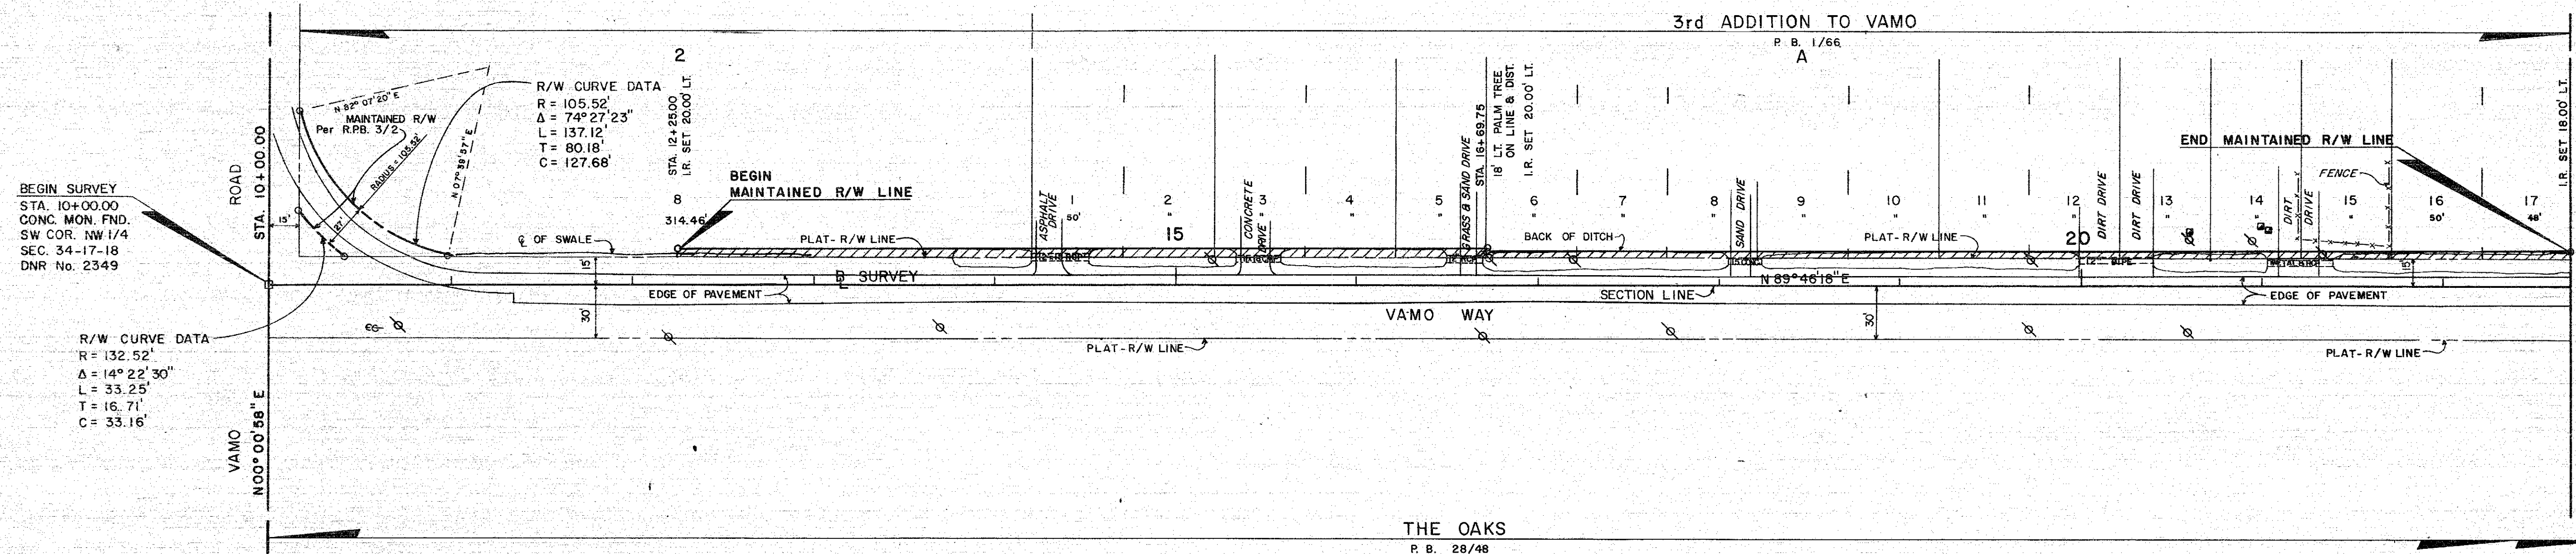 3rd ADDITION TO VAMO
P. B. 1/66
A
2
R/W CURVE DATA
R = 105.52'
Δ = 74° 27' 23"
L = 137.12'
T = 80.18'
C = 127.68'
STA. 12+25.00
I.R. SET 20.00' LT.
N 82° 07' 20" E
MAINTAINED R/W
Per R.P.B. 3/2
RADIUS = 105.52'
N 07° 39' 57" E
27'
15'
ROAD
STA. 10+00.00
BEGIN SURVEY
STA. 10+00.00
CONC. MON. FND.
SW COR. NW 1/4
SEC. 34-17-18
DNR No. 2349
BEGIN
MAINTAINED R/W LINE
8
314.46'
STA. 16+69.75
18' LT. PALM TREE
ON LINE & DIST.
I.R. SET 20.00' LT.
END MAINTAINED R/W LINE
I.R. SET 18.00' LT.
FENCE
1 2 3 4 5 6 7 8 9 10 11 12 13 14 15 16 17
50' " " " " " " " " " " " " " " 50' 48'
ASPHALT
DRIVE
CONCRETE
DRIVE
GRASS & SAND DRIVE
SAND DRIVE
DIRT DRIVE
DIRT DRIVE
DIRT
DRIVE
℄ OF SWALE
PLAT-R/W LINE
15
BACK OF DITCH
PLAT-R/W LINE
20
12" PIPE
15'
SURVEY
15'
N 89° 46' 18" E
EDGE OF PAVEMENT
SECTION LINE
EDGE OF PAVEMENT
30'
VAMO WAY
30'
PLAT-R/W LINE
PLAT-R/W LINE
R/W CURVE DATA
R = 132.52'
Δ = 14° 22' 30"
L = 33.25'
T = 16.71'
C = 33.16'
VAMO
N00° 00' 58" E
THE OAKS
P. B. 28/48